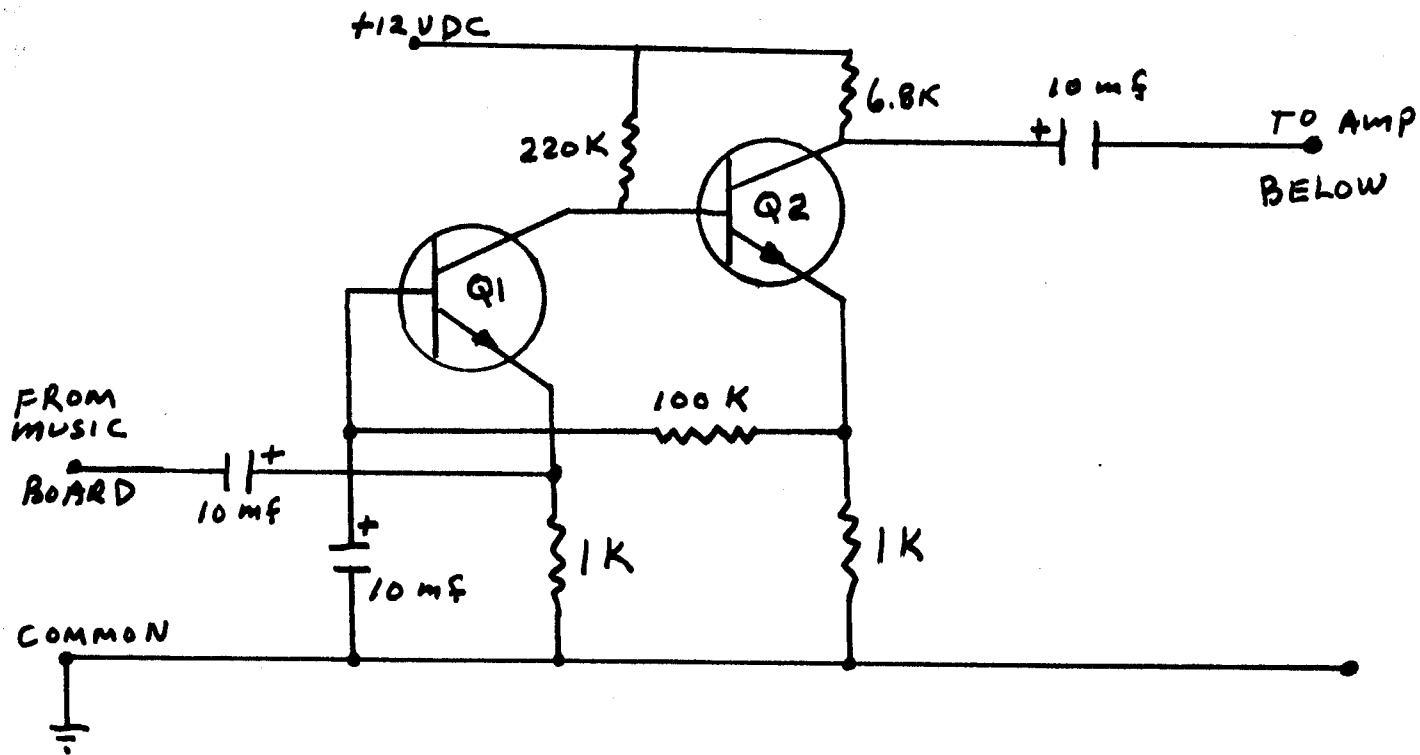 +12 VDC
6.8K
10 mf
+
TO AMP
BELOW
220K
Q2
Q1
100 K
FROM
MUSIC
BOARD
+
10 mf
+
10 mf
1K
1K
COMMON